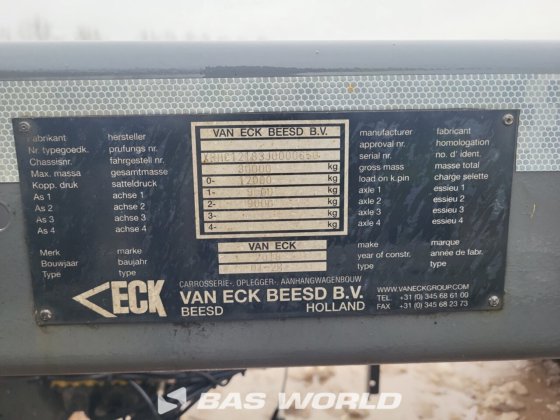 VAN ECK BEESD B.V.
Fabrikant hersteller manufacturer fabricant
Nr typegoedk. prufungs nr. approval nr. homologation
Chassisnr. fahrgestell nr. serial nr. no. d' ident.
Max. massa gesamtmasse 30000 kg gross-mass masse total
Kopp. druk satteldruck 0- 12000 kg load on k.pin charge selette
As 1 achse 1 1- 9000 kg axle 1 essieu 1
As 2 achse 2 2- 9000 kg axle 2 essieu 2
As 3 achse 3 3- kg axle 3 essieu 3
As 4 achse 4 4- kg axle 4 essieu 4
Merk marke VAN ECK make marque
Bouwjaar baujahr year of constr. année de fabr.
Type type type type
ECK
CARROSSERIE-, OPLEGGER-, AANHANGWAGENBOUW
VAN ECK BEESD B.V.
BEESD HOLLAND
WWW.VANECKGROUP.COM
TEL +31 (0) 345 68 61 00
FAX +31 (0) 345 68 23 73
BAS WORLD